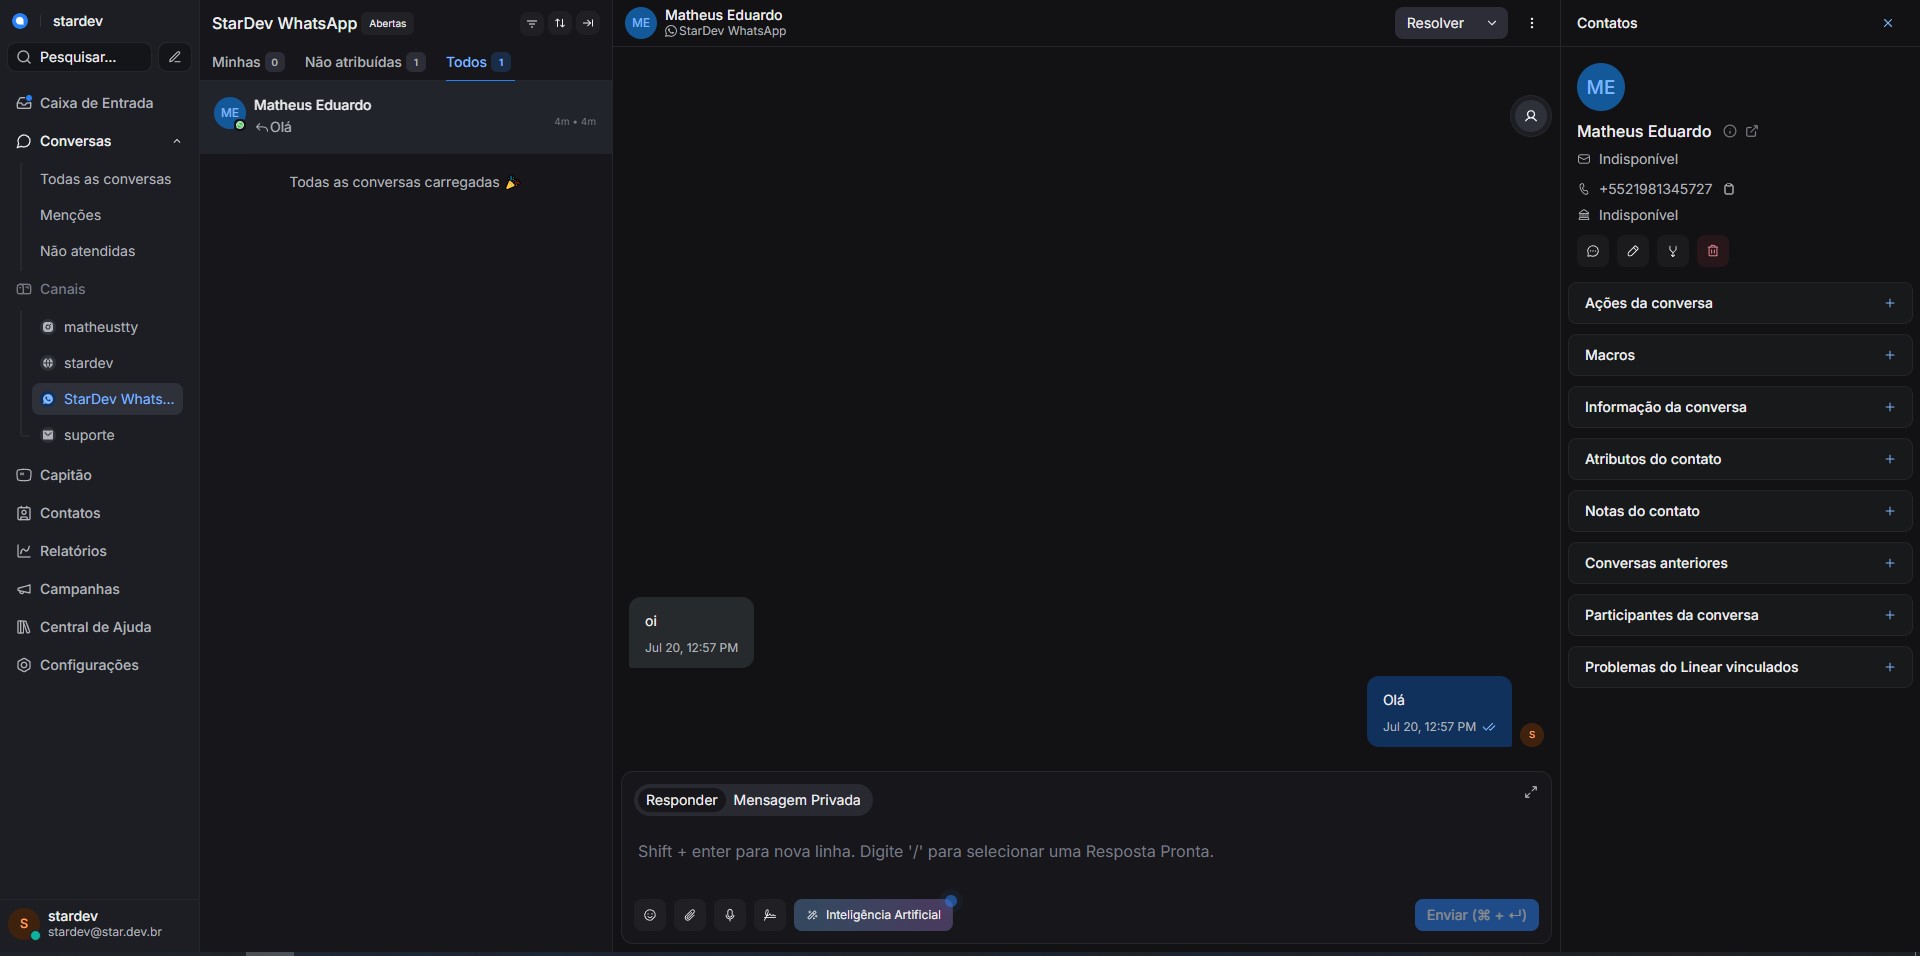 stardev
Pesquisar...
Caixa de Entrada
Conversas
Todas as conversas
Menções
Não atendidas
Canais
matheustty
stardev
StarDev Whats...
suporte
Capitão
Contatos
Relatórios
Campanhas
Central de Ajuda
Configurações
S
stardev
stardev@star.dev.br
StarDev WhatsApp Abertas
Minhas 0 Não atribuídas 1 Todos 1
ME
Matheus Eduardo
Olá
4m • 4m
Todas as conversas carregadas
ME
Matheus Eduardo
StarDev WhatsApp
Resolver
oi
Jul 20, 12:57 PM
Olá
Jul 20, 12:57 PM
S
Responder Mensagem Privada
Shift + enter para nova linha. Digite '/' para selecionar uma Resposta Pronta.
Inteligência Artificial
Enviar (⌘ + ↵)
Contatos
ME
Matheus Eduardo
Indisponível
+5521981345727
Indisponível
Ações da conversa
Macros
Informação da conversa
Atributos do contato
Notas do contato
Conversas anteriores
Participantes da conversa
Problemas do Linear vinculados